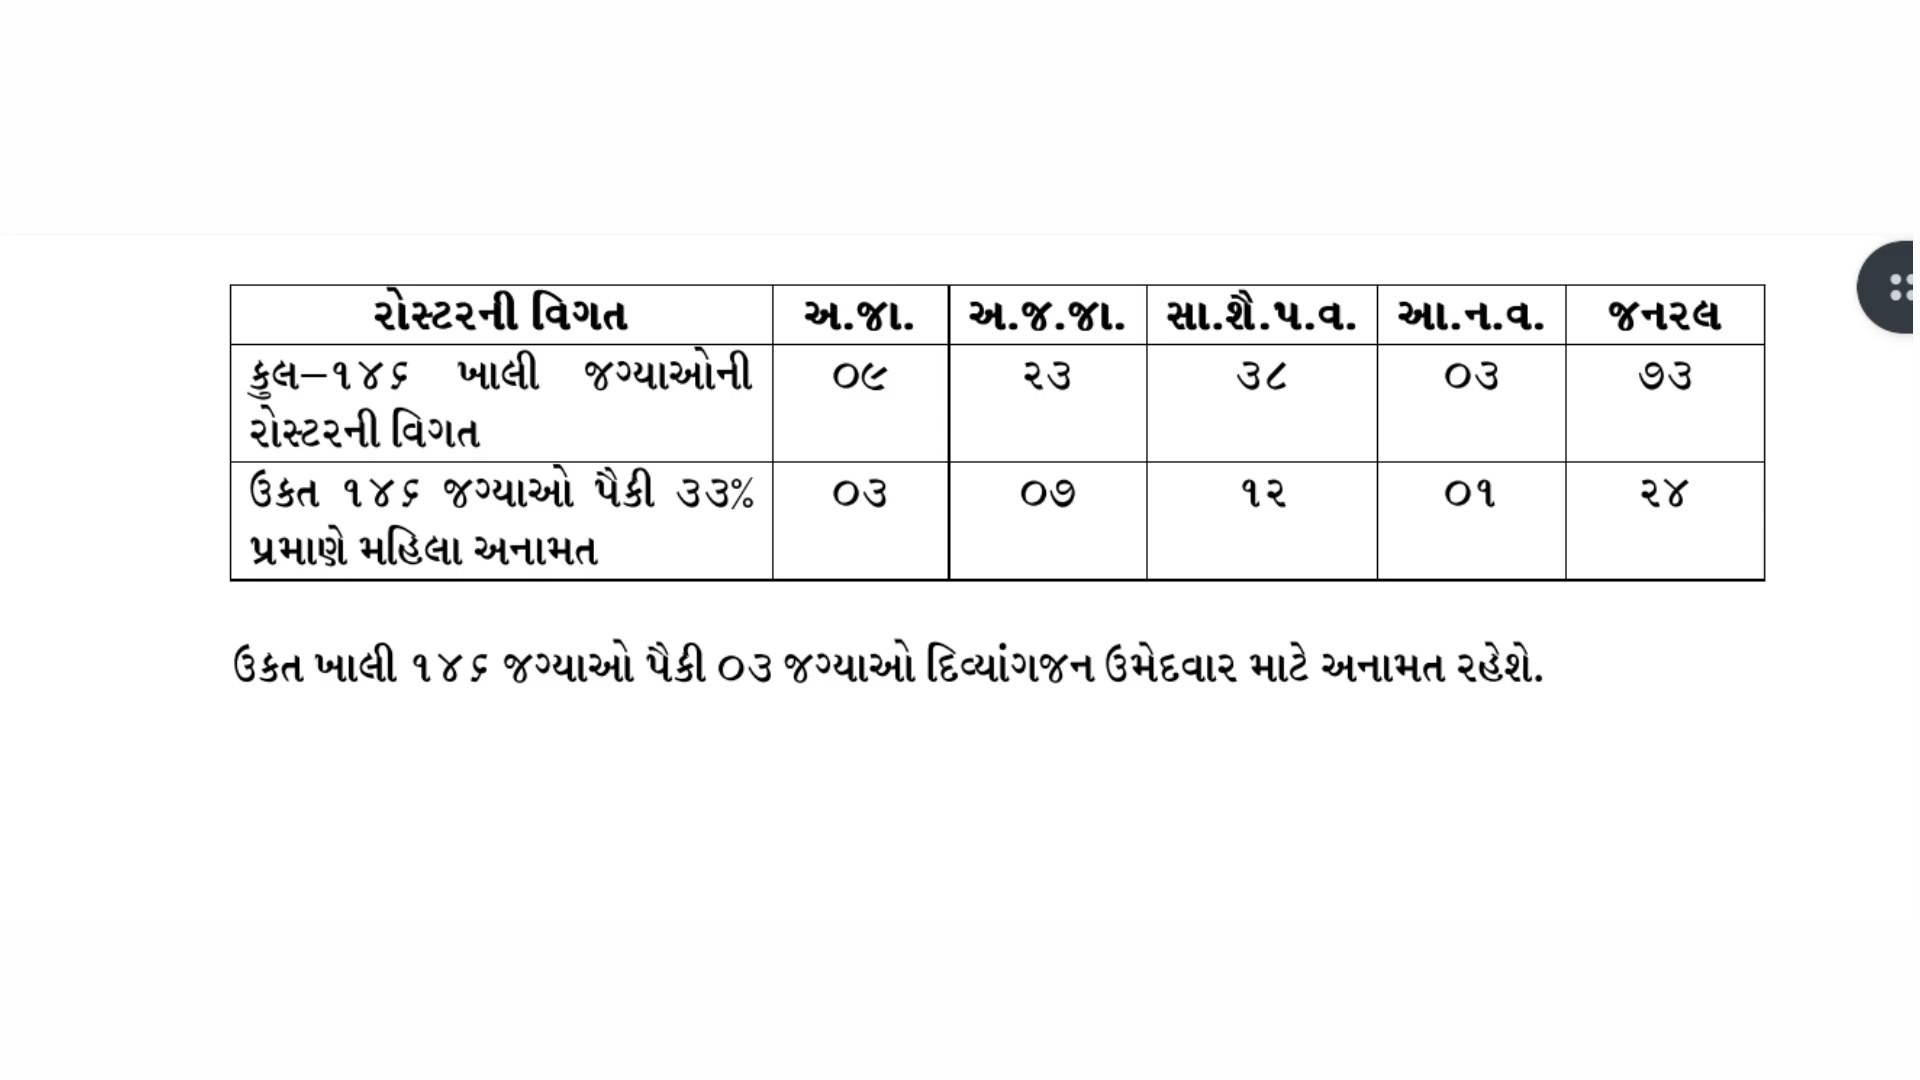 રોસ્ટરની વિગત અ.જા. અ.જ.જા. સા.શૈ.પ.વ. આ.ન.વ. જનરલ
કુલ–૧૪૬ ખાલી જગ્યાઓની ૦૯ ૨૩ ૩૮ ૦૩ ૭૩
રોસ્ટરની વિગત
ઉકત ૧૪૬ જગ્યાઓ પૈકી ૩૩% ૦૩ ૦૭ ૧૨ ૦૧ ૨૪
પ્રમાણે મહિલા અનામત
ઉકત ખાલી ૧૪૬ જગ્યાઓ પૈકી ૦૩ જગ્યાઓ દિવ્યાંગજન ઉમેદવાર માટે અનામત રહેશે.